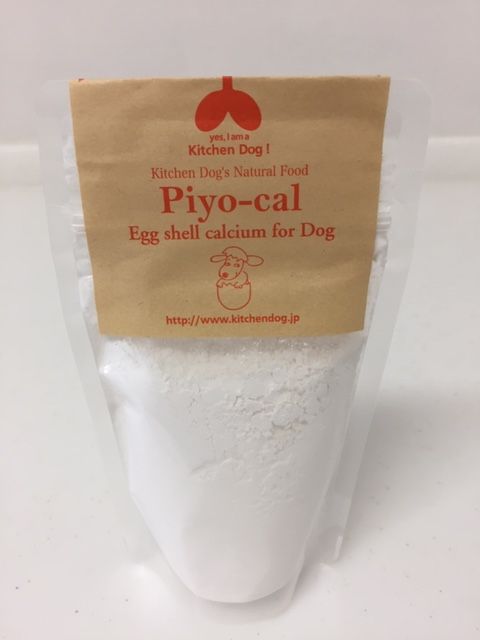 yes, I am a
Kitchen Dog !
Kitchen Dog's Natural Food
Piyo-cal
Egg shell calcium for Dog
http://www.kitchendog.jp